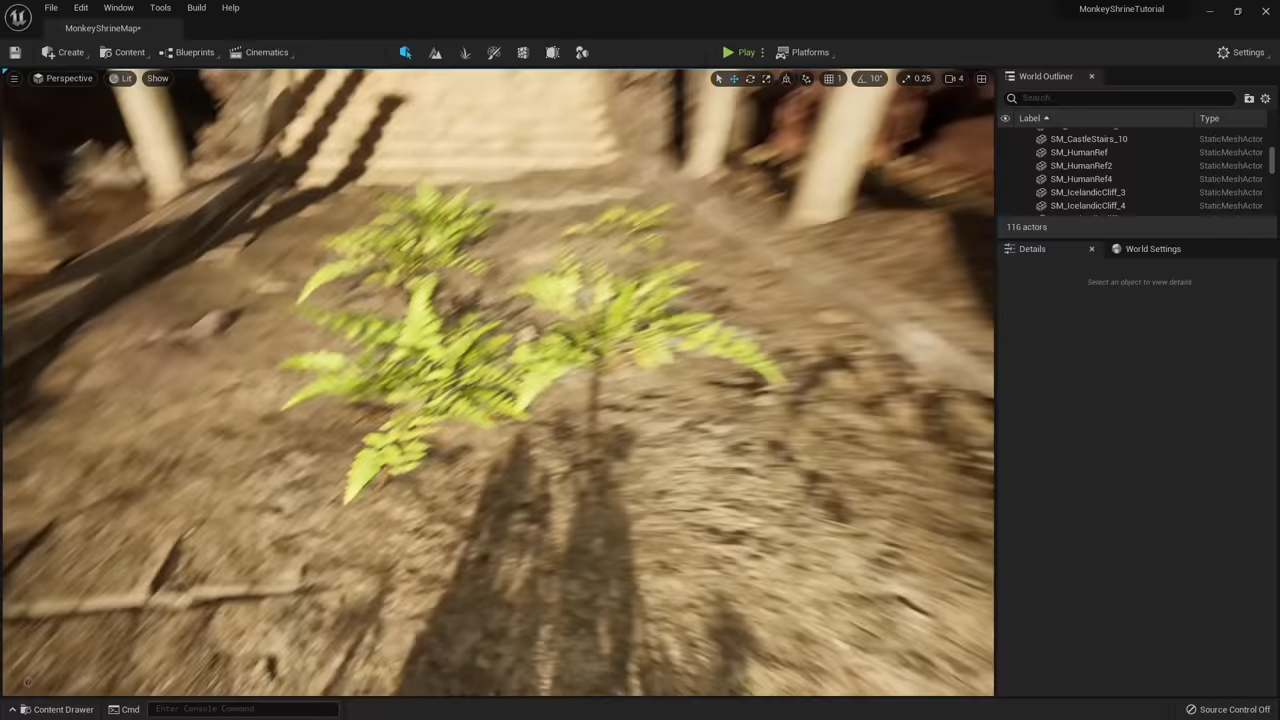 File Edit Window Tools Build Help
MonkeyShrineTutorial
MonkeyShrineMap*
Create Content Blueprints Cinematics Play Platforms Settings
Perspective Lit Show 1 10° 0.25 4
World Outliner
Search...
Label Type
SM_CastleStairs_10 StaticMeshActor
SM_HumanRef StaticMeshActor
SM_HumanRef2 StaticMeshActor
SM_HumanRef4 StaticMeshActor
SM_IcelandicCliff_3 StaticMeshActor
SM_IcelandicCliff_4 StaticMeshActor
116 actors
Details World Settings
Select an object to view details
Content Drawer Cmd Enter Console Command Source Control Off